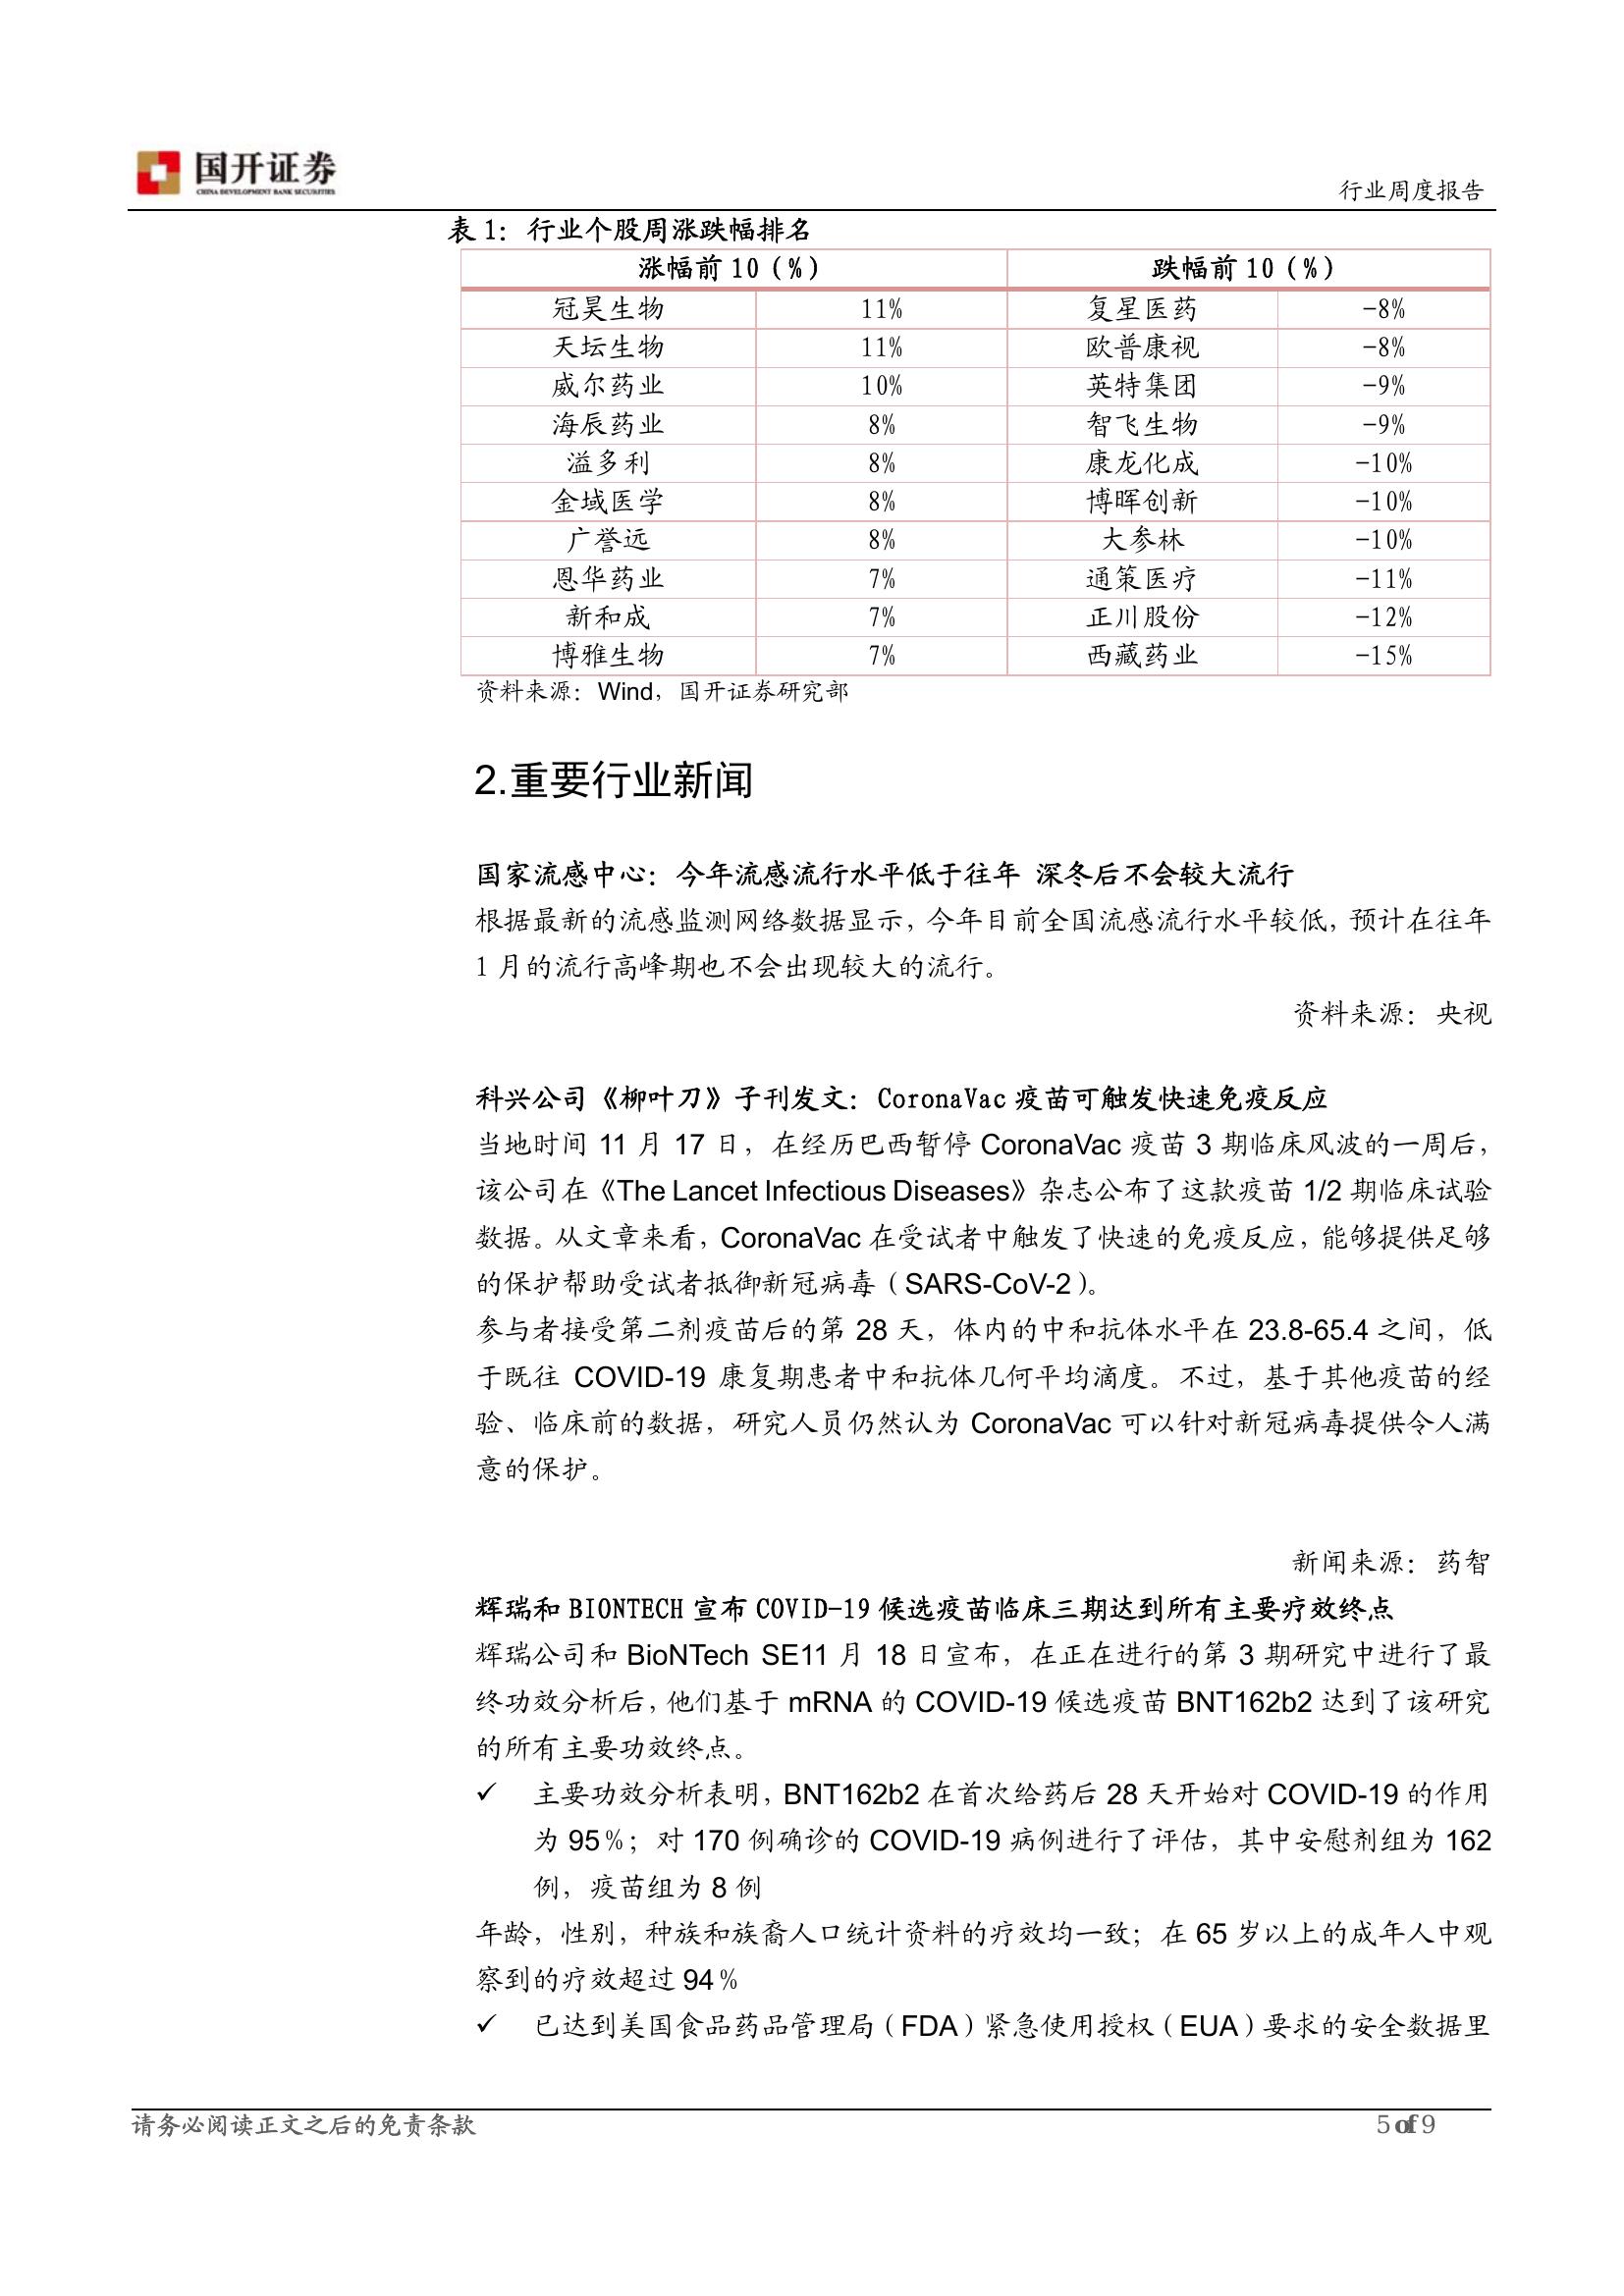 国开证券
CHINA DEVELOPMENT BANK SECURITIES
行业周度报告
表 1：行业个股周涨跌幅排名
涨幅前 10（%） 跌幅前 10（%）
冠昊生物 11% 复星医药 -8%
天坛生物 11% 欧普康视 -8%
威尔药业 10% 英特集团 -9%
海辰药业 8% 智飞生物 -9%
溢多利 8% 康龙化成 -10%
金域医学 8% 博晖创新 -10%
广誉远 8% 大参林 -10%
恩华药业 7% 通策医疗 -11%
新和成 7% 正川股份 -12%
博雅生物 7% 西藏药业 -15%
资料来源：Wind，国开证券研究部
2.重要行业新闻
国家流感中心：今年流感流行水平低于往年 深冬后不会较大流行
根据最新的流感监测网络数据显示，今年目前全国流感流行水平较低，预计在往年
1 月的流行高峰期也不会出现较大的流行。
资料来源：央视
科兴公司《柳叶刀》子刊发文：CoronaVac 疫苗可触发快速免疫反应
当地时间 11 月 17 日，在经历巴西暂停 CoronaVac 疫苗 3 期临床风波的一周后，
该公司在《The Lancet Infectious Diseases》杂志公布了这款疫苗 1/2 期临床试验
数据。从文章来看，CoronaVac 在受试者中触发了快速的免疫反应，能够提供足够
的保护帮助受试者抵御新冠病毒（SARS-CoV-2）。
参与者接受第二剂疫苗后的第 28 天，体内的中和抗体水平在 23.8-65.4 之间，低
于既往 COVID-19 康复期患者中和抗体几何平均滴度。不过，基于其他疫苗的经
验、临床前的数据，研究人员仍然认为 CoronaVac 可以针对新冠病毒提供令人满
意的保护。
新闻来源：药智
辉瑞和 BIONTECH 宣布 COVID-19 候选疫苗临床三期达到所有主要疗效终点
辉瑞公司和 BioNTech SE11 月 18 日宣布，在正在进行的第 3 期研究中进行了最
终功效分析后，他们基于 mRNA 的 COVID-19 候选疫苗 BNT162b2 达到了该研究
的所有主要功效终点。
✓ 主要功效分析表明，BNT162b2 在首次给药后 28 天开始对 COVID-19 的作用
为 95％；对 170 例确诊的 COVID-19 病例进行了评估，其中安慰剂组为 162
例，疫苗组为 8 例
年龄，性别，种族和族裔人口统计资料的疗效均一致；在 65 岁以上的成年人中观
察到的疗效超过 94％
✓ 已达到美国食品药品管理局（FDA）紧急使用授权（EUA）要求的安全数据里
请务必阅读正文之后的免责条款
5 of 9